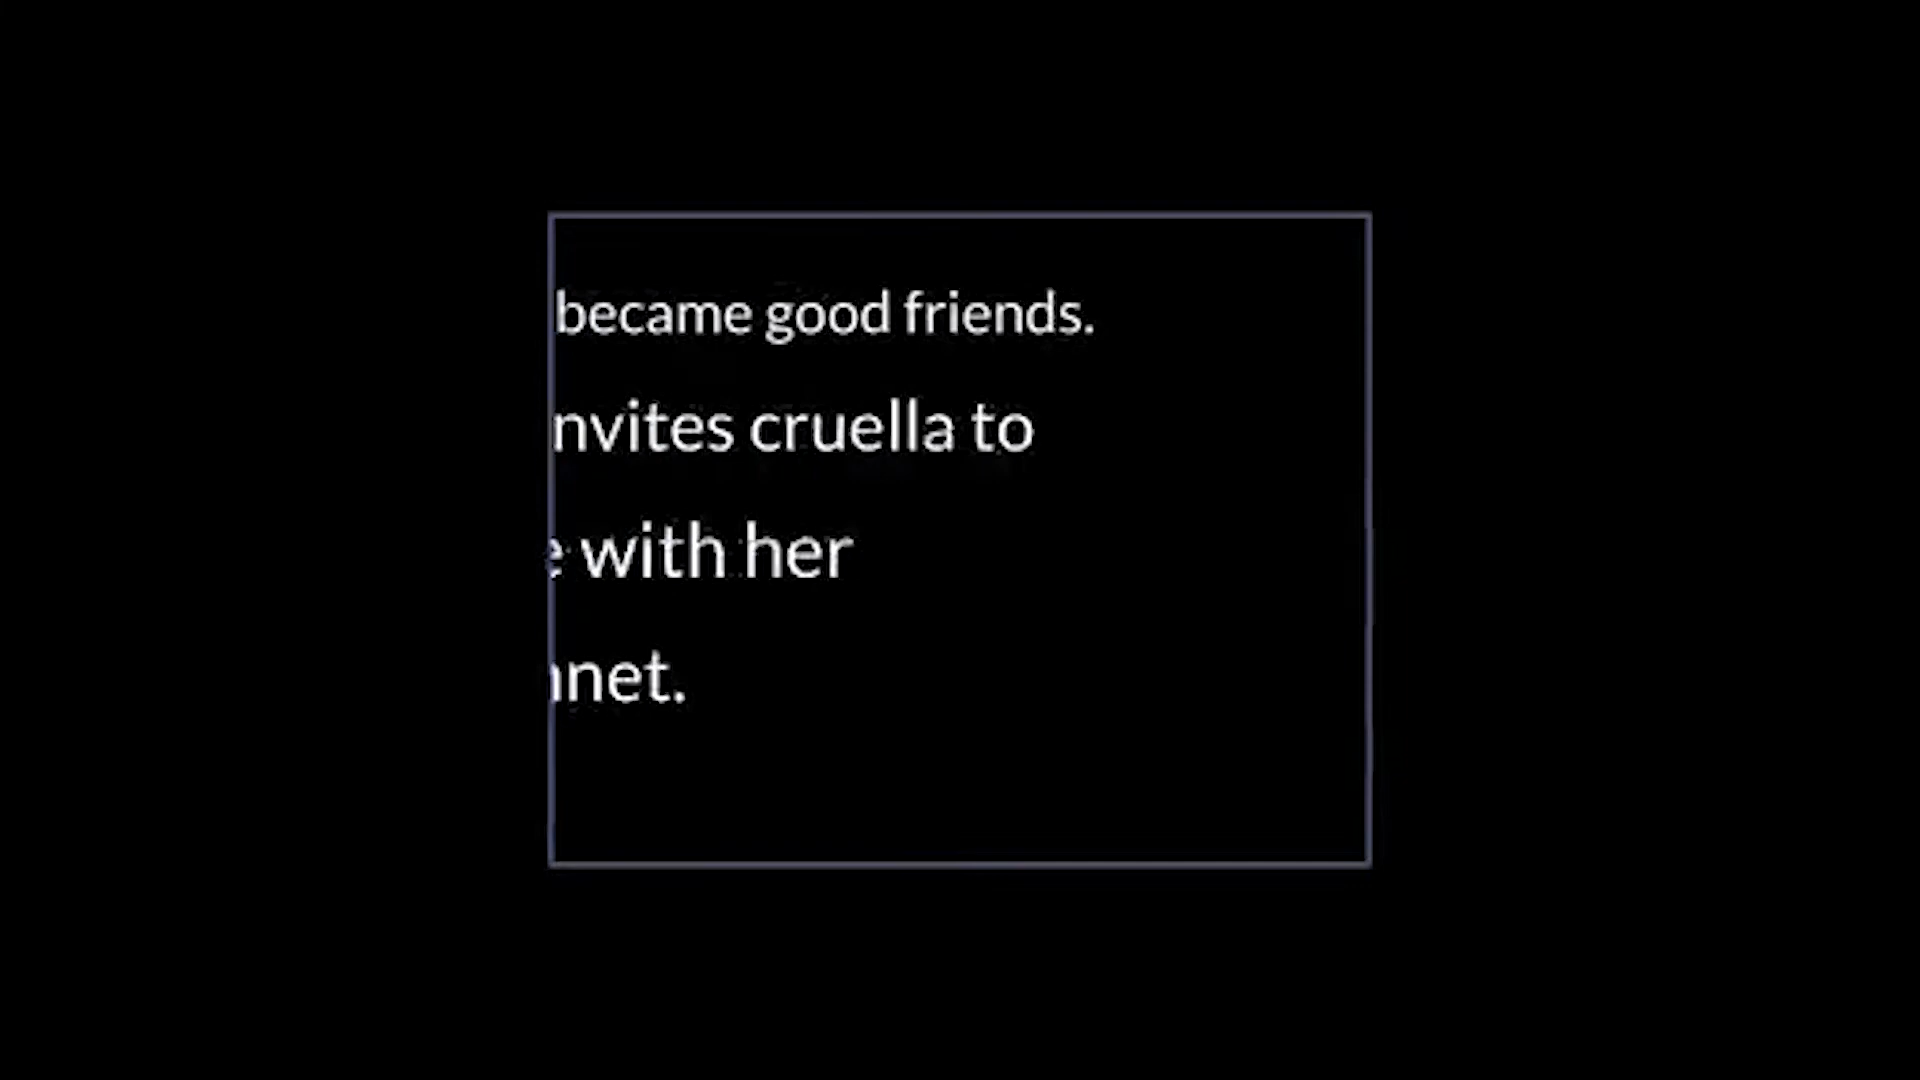 became good friends.
nvites cruella to
with her
net.